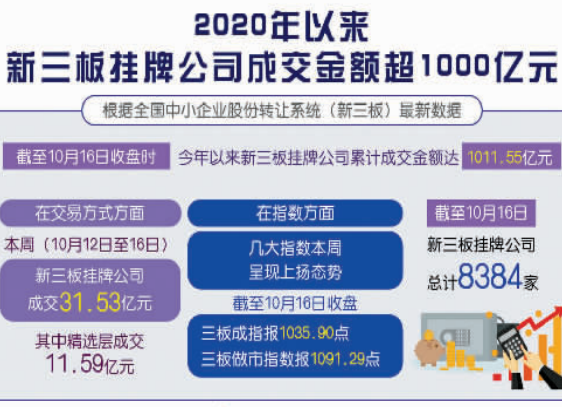 2020年以来
新三板挂牌公司成交金额超1000亿元
根据全国中小企业股份转让系统（新三板）最新数据
截至10月16日收盘时
今年以来新三板挂牌公司累计成交金额达
1011.55亿元
在交易方式方面
本周（10月12日至16日）
新三板挂牌公司
成交31.53亿元
其中精选层成交
11.59亿元
在指数方面
几大指数本周
呈现上扬态势
截至10月16日收盘
三板成指报1035.90点
三板做市指数报1091.29点
截至10月16日
新三板挂牌公司
总计8384家